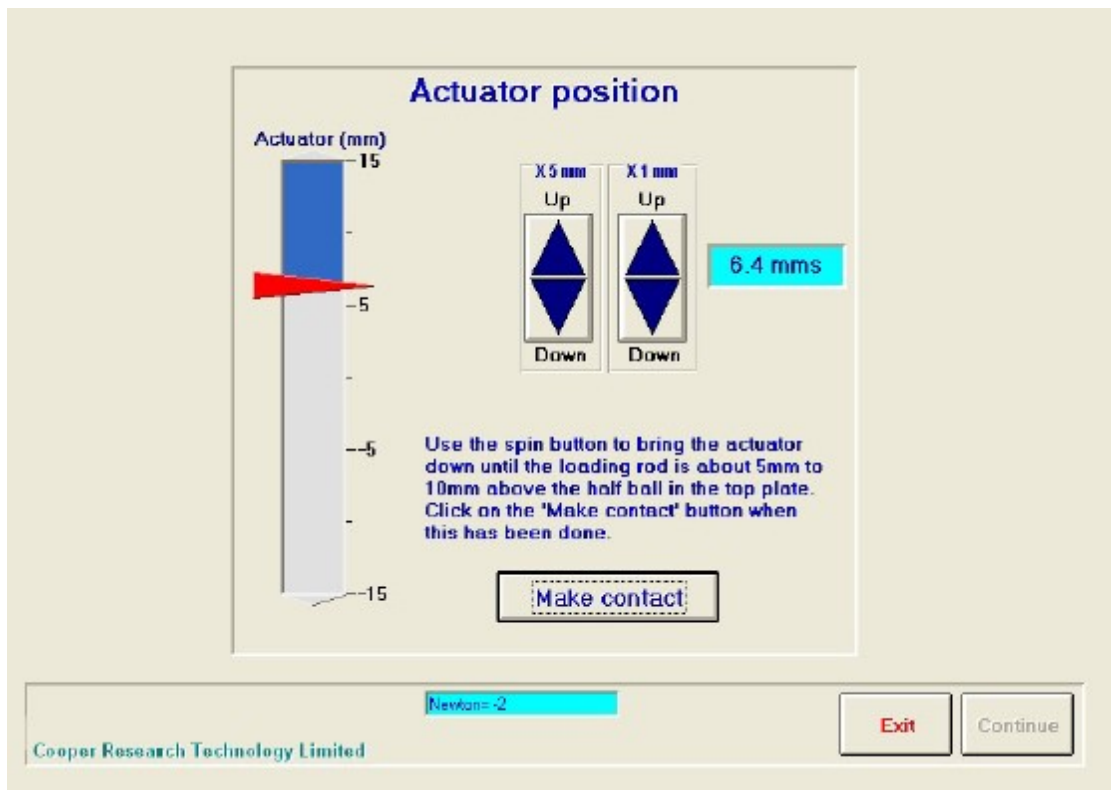 Actuator position
Actuator (mm)
15
5
-5
-15
X 5 mm
Up
Down
X 1 mm
Up
Down
6.4 mms
Use the spin button to bring the actuator
down until the loading rod is about 5mm to
10mm above the half ball in the top plate.
Click on the 'Make contact' button when
this has been done.
Make contact
Newton= -2
Exit
Continue
Cooper Research Technology Limited